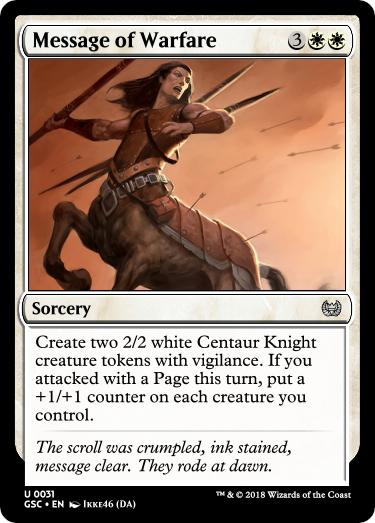 Message of Warfare 3
Sorcery
Create two 2/2 white Centaur Knight
creature tokens with vigilance. If you
attacked with a Page this turn, put a
+1/+1 counter on each creature you
control.
The scroll was crumpled, ink stained,
message clear. They rode at dawn.
U 0031
GSC • EN Ikke46 (DA)
™ & © 2018 Wizards of the Coast